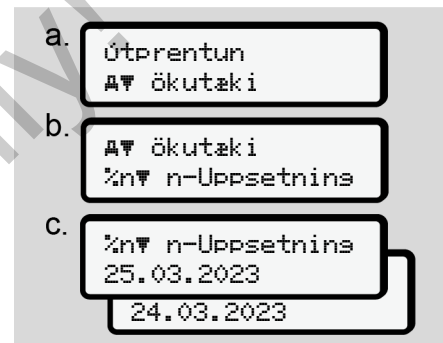 a.
útprentun
A▼ ökutæki
b.
A▼ ökutæki
%n▼ n-Uppsetning
c.
%n▼ n-Uppsetning
25.03.2023
24.03.2023